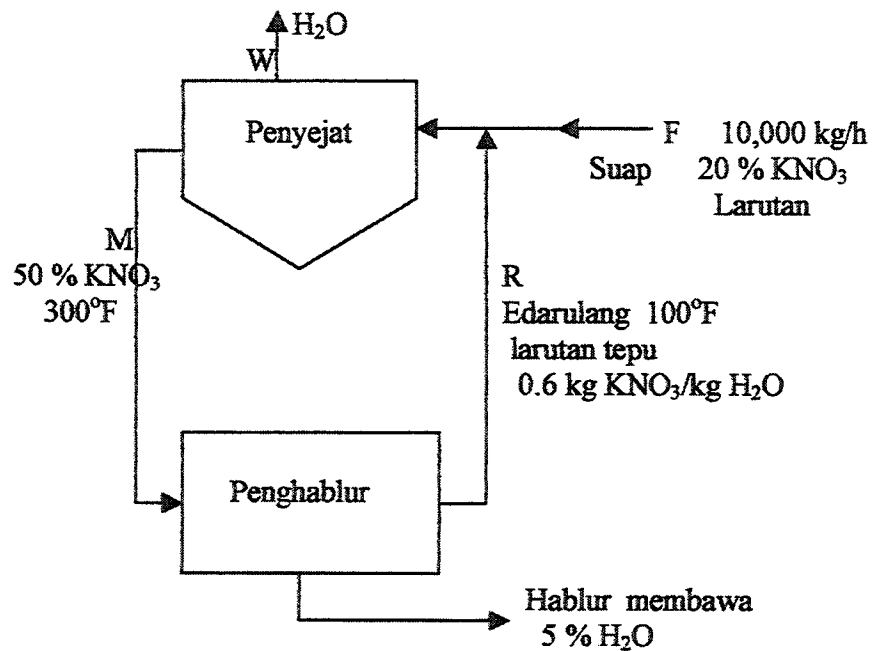 H₂O
W
Penyejat
F 10,000 kg/h
Suap 20 % KNO₃
Larutan
M
50 % KNO₃
300°F
R
Edarulang 100°F
larutan tepu
0.6 kg KNO₃/kg H₂O
Penghablur
Hablur membawa
5 % H₂O